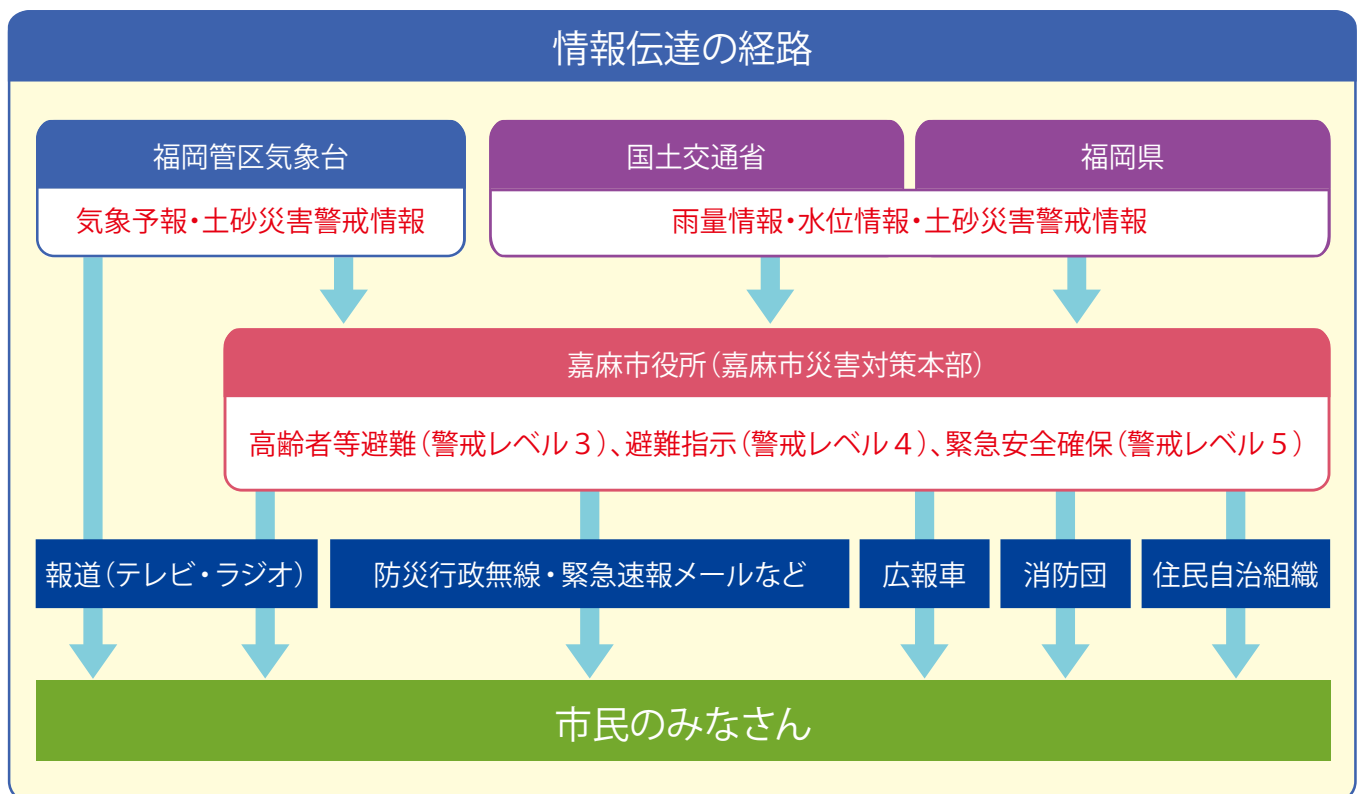 情報伝達の経路
福岡管区気象台
気象予報・土砂災害警戒情報
国土交通省
福岡県
雨量情報・水位情報・土砂災害警戒情報
嘉麻市役所（嘉麻市災害対策本部）
高齢者等避難（警戒レベル３）、避難指示（警戒レベル４）、緊急安全確保（警戒レベル５）
報道（テレビ・ラジオ）
防災行政無線・緊急速報メールなど
広報車
消防団
住民自治組織
市民のみなさん